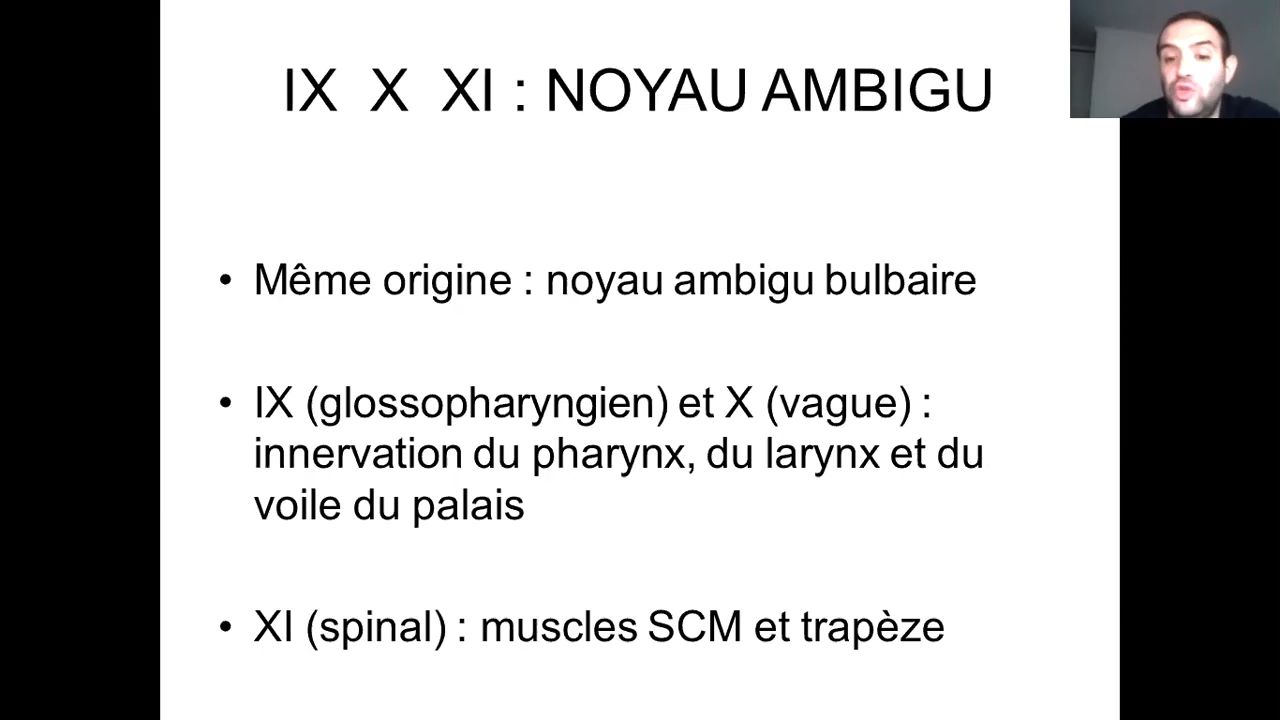 IX X XI : NOYAU AMBIGU
• Même origine : noyau ambigu bulbaire
• IX (glossopharyngien) et X (vague) :
innervation du pharynx, du larynx et du
voile du palais
• XI (spinal) : muscles SCM et trapèze